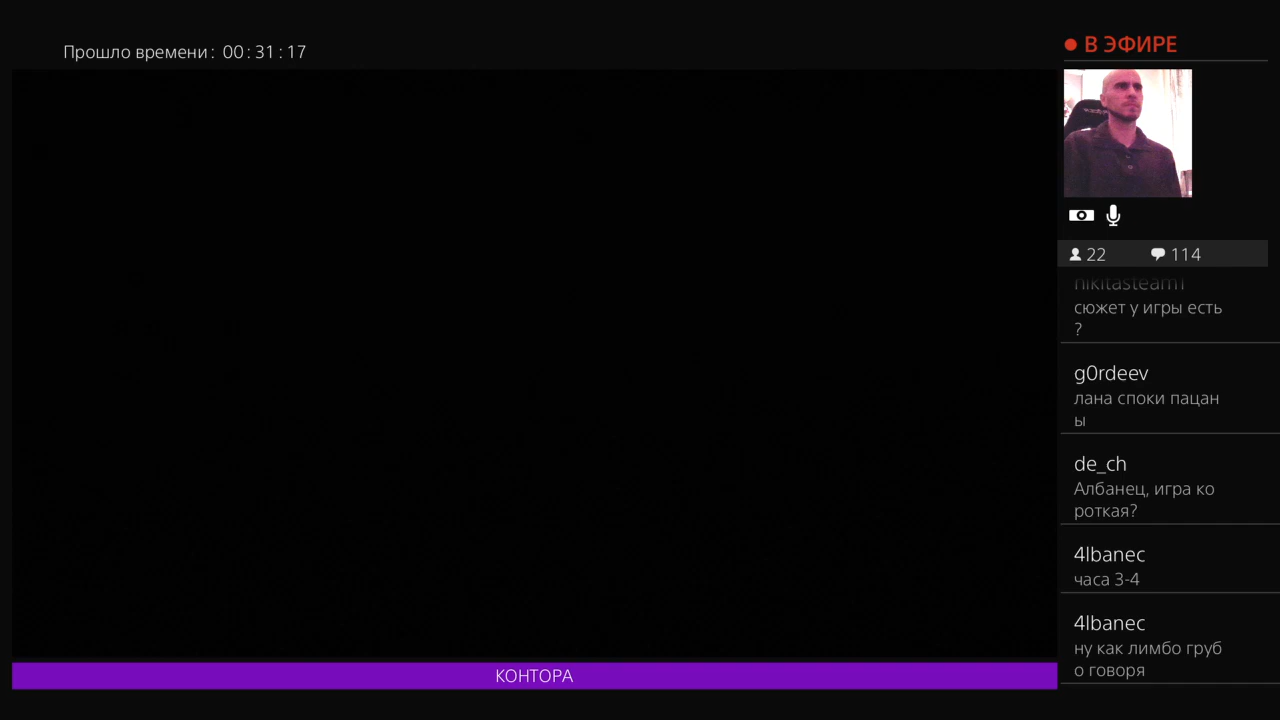 Прошло времени: 00:31:17
В ЭФИРЕ
22 114
nikitasteam1
сюжет у игры есть
?
g0rdeev
лана споки пацан
ы
de_ch
Албанец, игра ко
роткая?
4lbanec
часа 3-4
4lbanec
ну как лимбо груб
о говоря
КОНТОРА